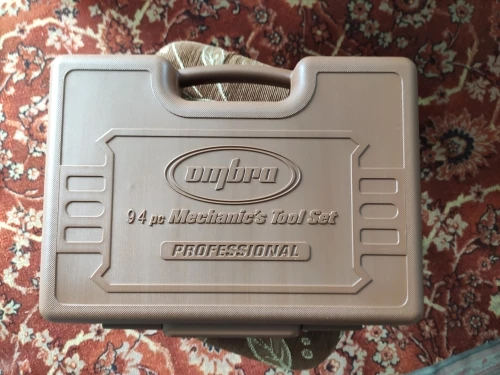 ombra
94 pc Mechanic's Tool Set
PROFESSIONAL